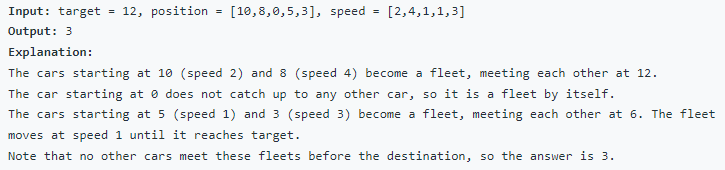 Input: target = 12, position = [10,8,0,5,3], speed = [2,4,1,1,3]
Output: 3
Explanation:
The cars starting at 10 (speed 2) and 8 (speed 4) become a fleet, meeting each other at 12.
The car starting at 0 does not catch up to any other car, so it is a fleet by itself.
The cars starting at 5 (speed 1) and 3 (speed 3) become a fleet, meeting each other at 6. The fleet
moves at speed 1 until it reaches target.
Note that no other cars meet these fleets before the destination, so the answer is 3.